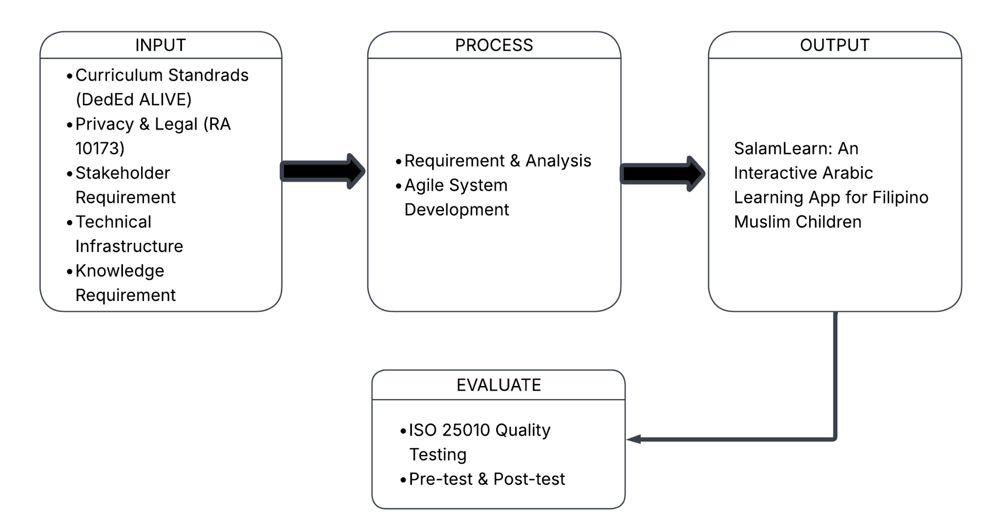 INPUT
•Curriculum Standrads
(DedEd ALIVE)
•Privacy & Legal (RA
10173)
•Stakeholder
Requirement
•Technical
Infrastructure
•Knowledge
Requirement
PROCESS
•Requirement & Analysis
•Agile System
Development
OUTPUT
SalamLearn: An
Interactive Arabic
Learning App for Filipino
Muslim Children
EVALUATE
•ISO 25010 Quality
Testing
•Pre-test & Post-test